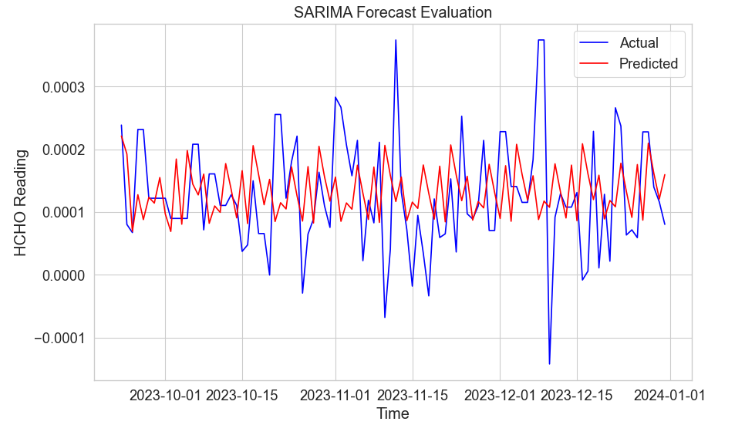 SARIMA Forecast Evaluation
Actual
Predicted
0.0003
0.0002
0.0001
0.0000
−0.0001
HCHO Reading
2023-10-01 2023-10-15 2023-11-01 2023-11-15 2023-12-01 2023-12-15 2024-01-01
Time